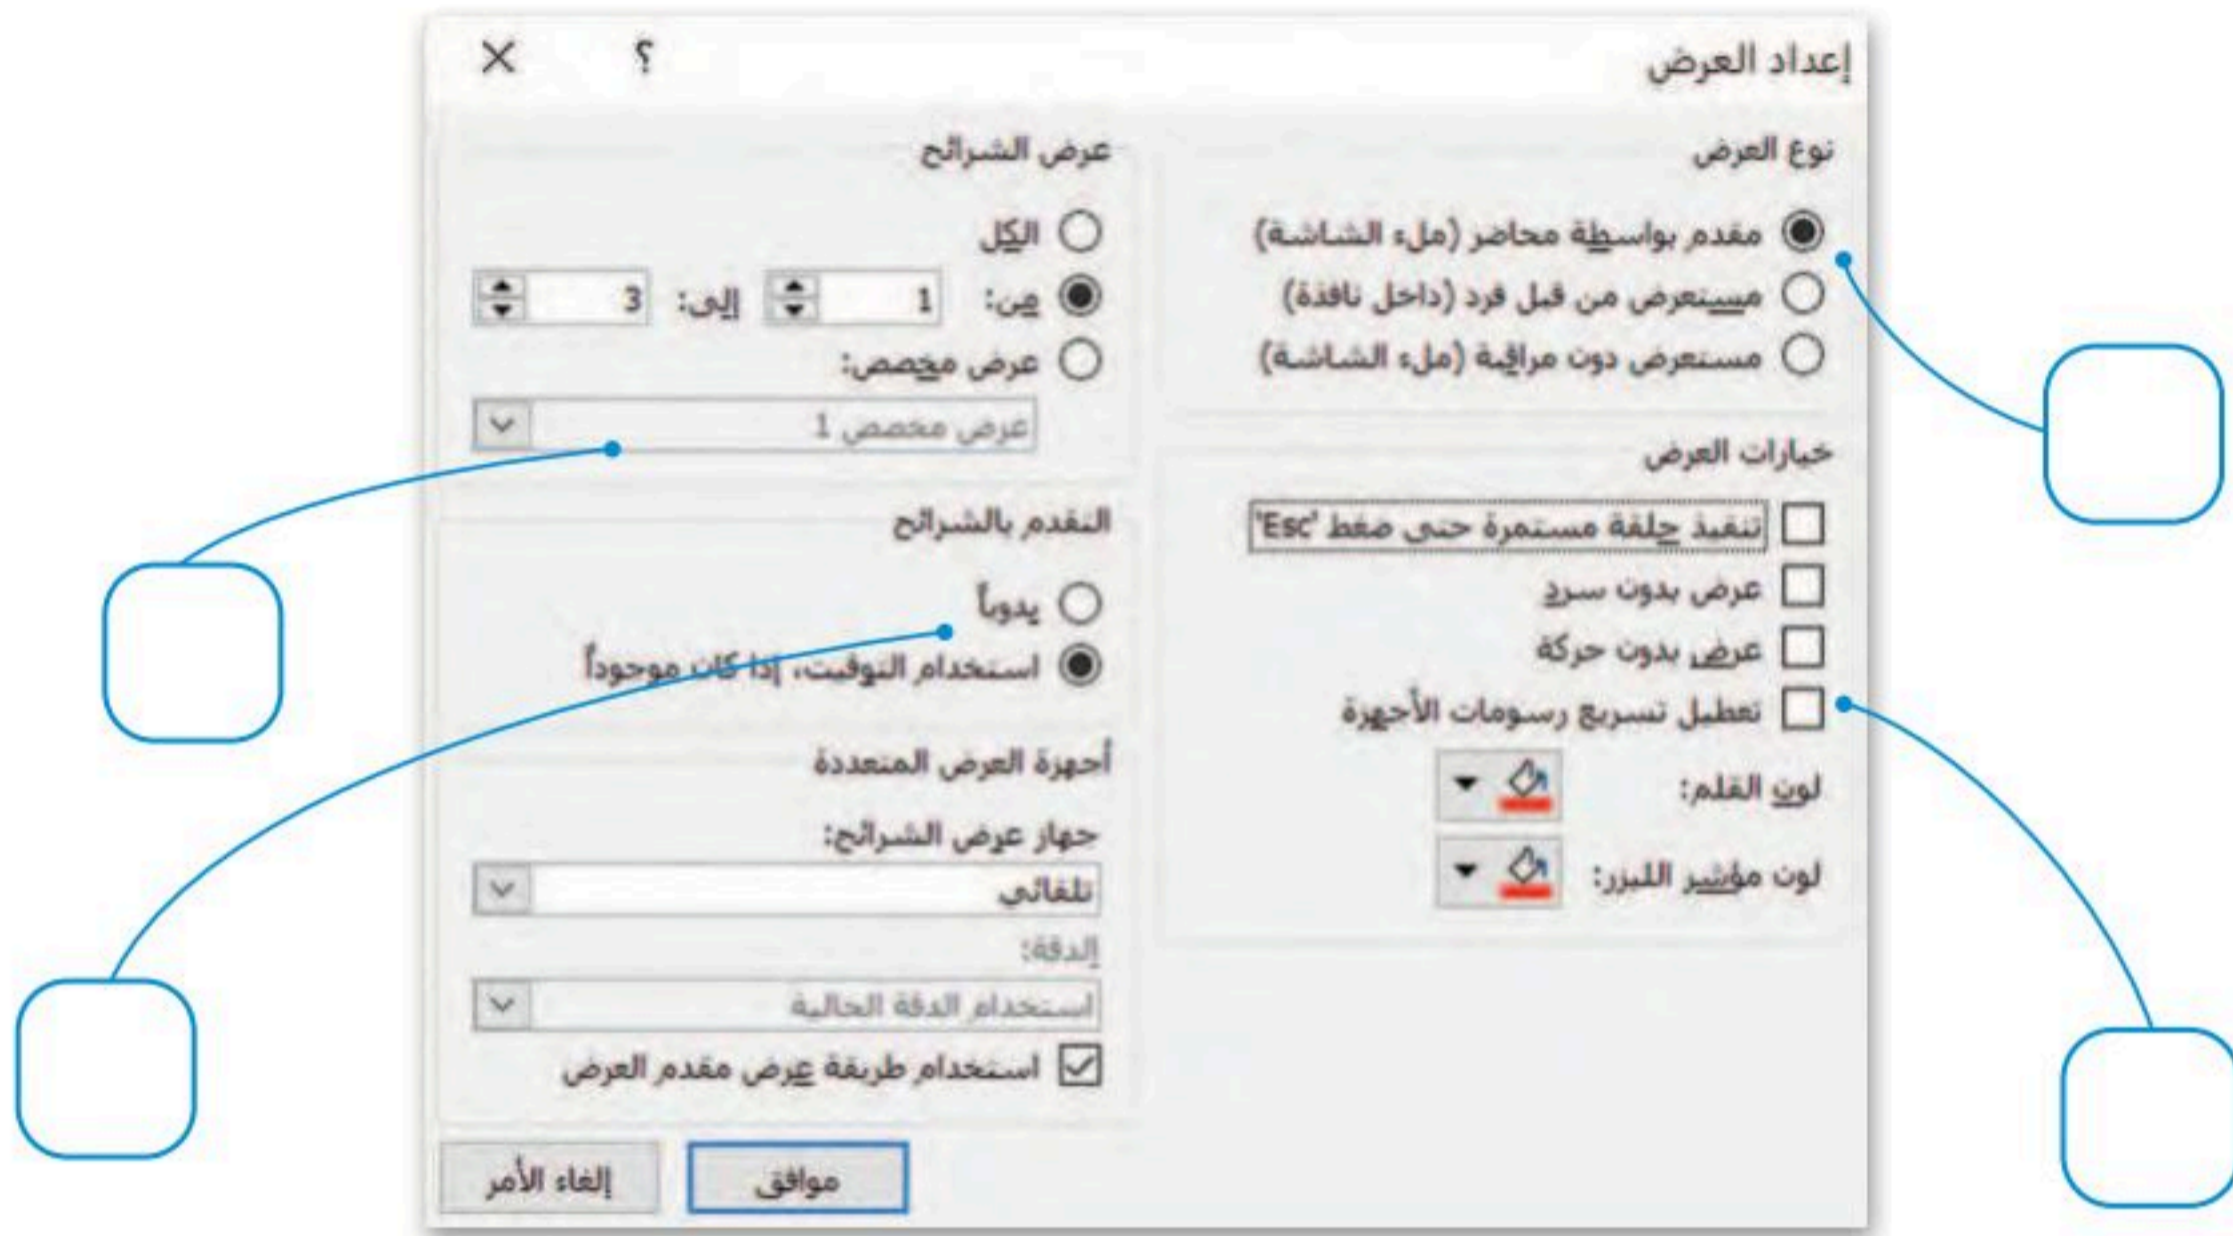 إعداد العرض
؟
نوع العرض
مقدم بواسطة محاضر (ملء الشاشة)
مستعرض من قبل فرد (داخل نافذة)
مستعرض دون مراقبة (ملء الشاشة)
خيارات العرض
تنفيذ حلقة مستمرة حتى ضغط 'Esc'
عرض بدون سرد
عرض بدون حركة
تعطيل تسريع رسومات الأجهزة
لون القلم:
لون مؤشر الليزر:
عرض الشرائح
الكل
من: 1 إلى: 3
عرض مخصص:
عرض مخصص 1
التقدم بالشرائح
يدوياً
استخدام التوقيت، إذا كان موجوداً
أجهزة العرض المتعددة
جهاز عرض الشرائح:
تلقائي
الدقة:
استخدام الدقة الحالية
استخدام طريقة عرض مقدم العرض
موافق
إلغاء الأمر